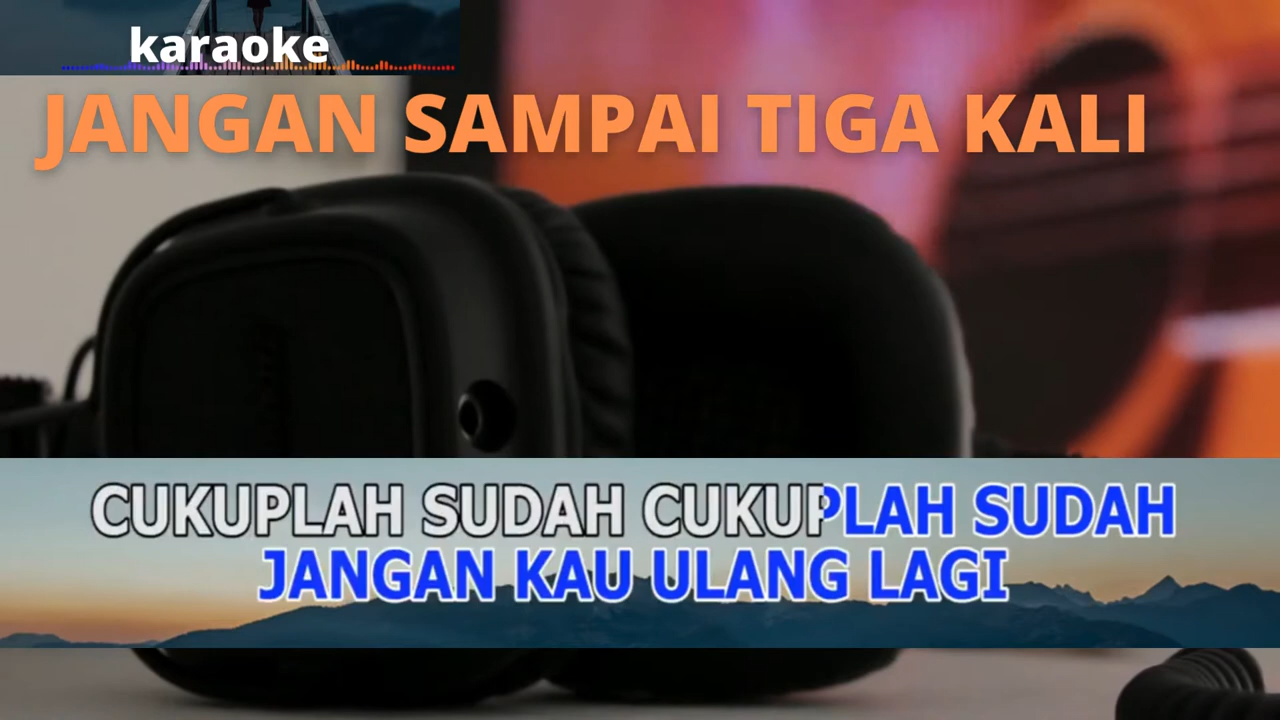 karaoke
JANGAN SAMPAI TIGA KALI
CUKUPLAH SUDAH CUKUPLAH SUDAH
JANGAN KAU ULANG LAGI